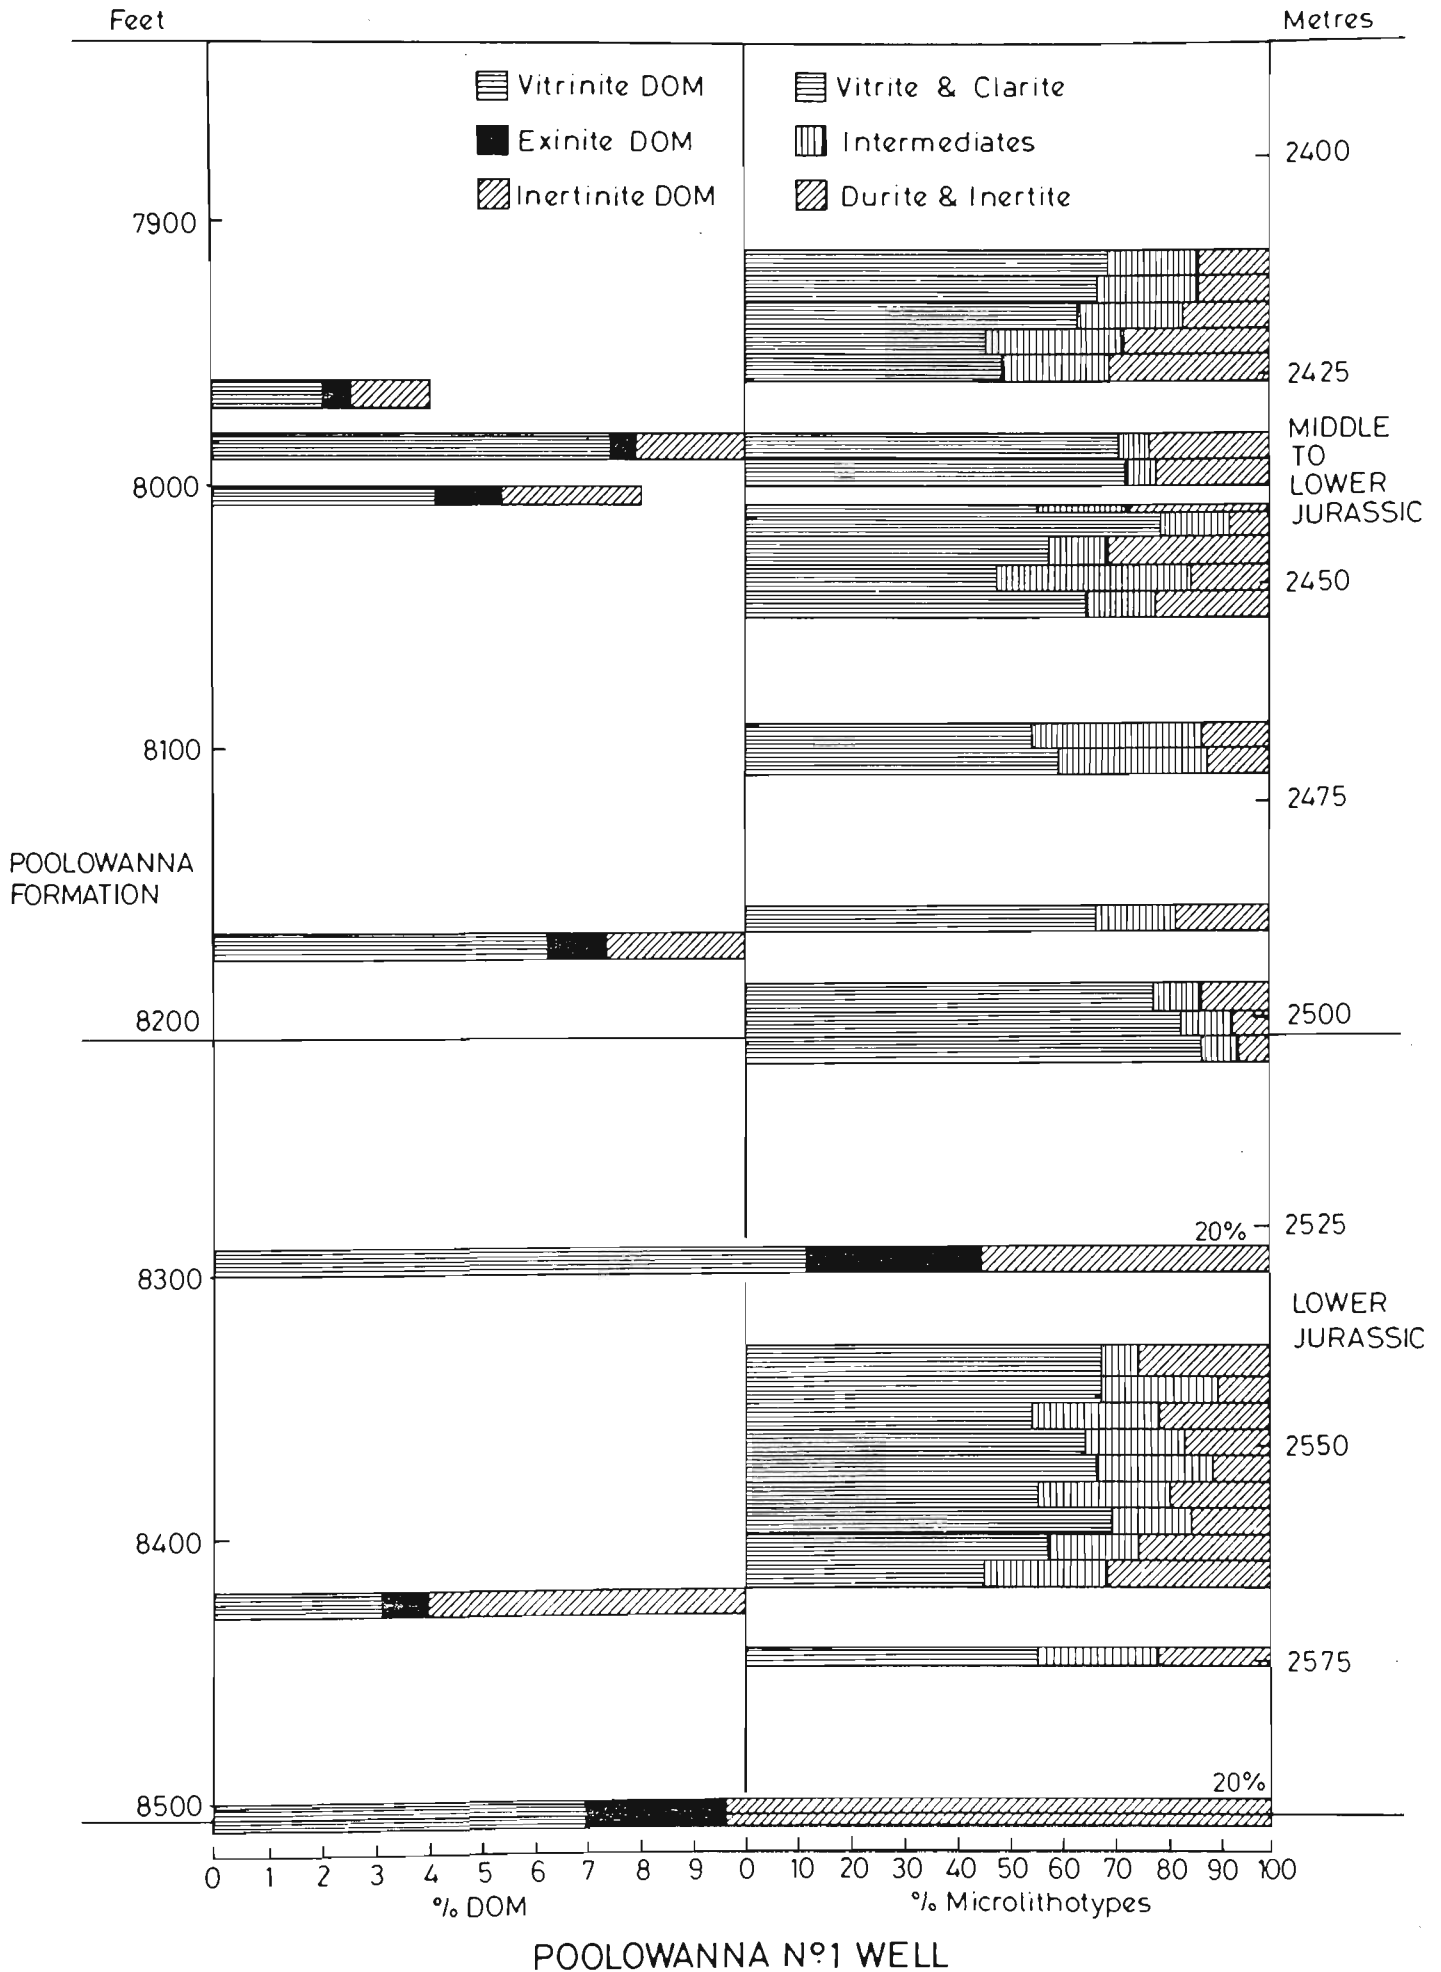 Feet
Metres
Vitrinite DOM
Vitrite & Clarite
Exinite DOM
Intermediates
Inertinite DOM
Durite & Inertite
2400
7900
2425
MIDDLE
TO
LOWER
JURASSIC
8000
2450
8100
2475
POOLOWANNA
FORMATION
8200
2500
20%
2525
8300
LOWER
JURASSIC
2550
8400
2575
20%
8500
0 1 2 3 4 5 6 7 8 9 0 10 20 30 40 50 60 70 80 90 100
% DOM
% Microlithotypes
POOLOWANNA Nº1 WELL